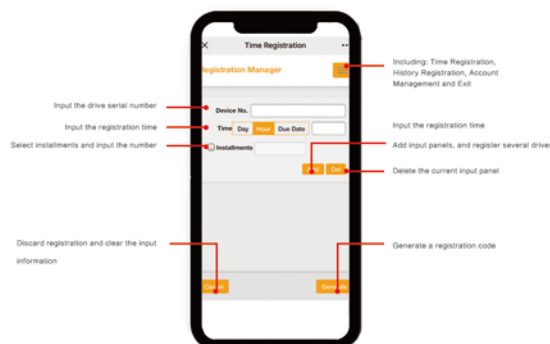 Time Registration
Registration Manager
Including: Time Registration,
History Registration, Account
Management and Exit
Input the drive serial number
Device No.
Input the registration time
Time Day Hour Due Date
Input the registration time
Select installments and input the number
Installments
Add input panels, and register several drive
Add Del
Delete the current input panel
Discard registration and clear the input
information
Generate a registration code
Cancel
Generate